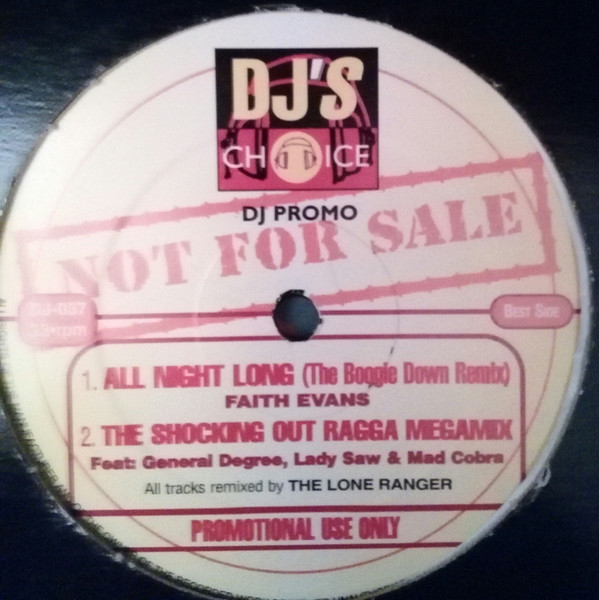 DJ'S
CHOICE
DJ PROMO
NOT FOR SALE
33•rpm
BEST SIDE
1. ALL NIGHT LONG (The Boogie Down Remix)
FAITH EVANS
2. THE SHOCKING OUT RAGGA MEGAMIX
Feat: General Degree, Lady Saw & Mad Cobra
All tracks remixed by THE LONE RANGER
PROMOTIONAL USE ONLY